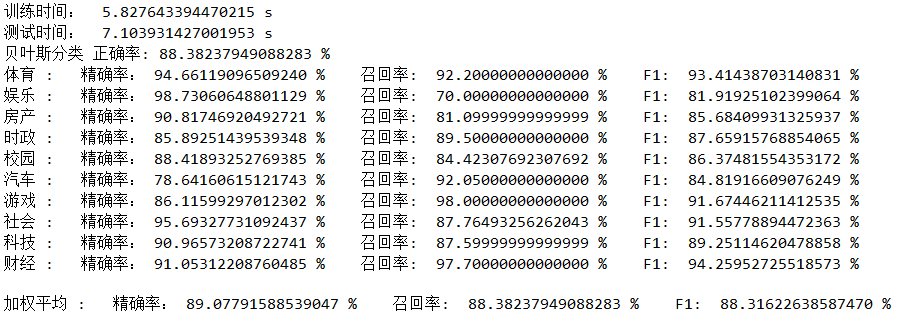 训练时间： 5.827643394470215 s
测试时间： 7.103931427001953 s
贝叶斯分类 正确率: 88.38237949088283 %
体育 : 精确率: 94.66119096509240 % 召回率: 92.20000000000000 % F1: 93.41438703140831 %
娱乐 : 精确率: 98.73060648801129 % 召回率: 70.00000000000000 % F1: 81.91925102399064 %
房产 : 精确率: 90.81746920492721 % 召回率: 81.09999999999999 % F1: 85.68409931325937 %
时政 : 精确率: 85.89251439539348 % 召回率: 89.50000000000000 % F1: 87.65915768854065 %
校园 : 精确率: 88.41893252769385 % 召回率: 84.42307692307692 % F1: 86.37481554353172 %
汽车 : 精确率: 78.64160615121743 % 召回率: 92.05000000000000 % F1: 84.81916609076249 %
游戏 : 精确率: 86.11599297012302 % 召回率: 98.00000000000000 % F1: 91.67446211412535 %
社会 : 精确率: 95.69327731092437 % 召回率: 87.76493256262043 % F1: 91.55778894472363 %
科技 : 精确率: 90.96573208722741 % 召回率: 87.59999999999999 % F1: 89.25114620478858 %
财经 : 精确率: 91.05312208760485 % 召回率: 97.70000000000000 % F1: 94.25952725518573 %
加权平均 : 精确率: 89.07791588539047 % 召回率: 88.38237949088283 % F1: 88.31622638587470 %